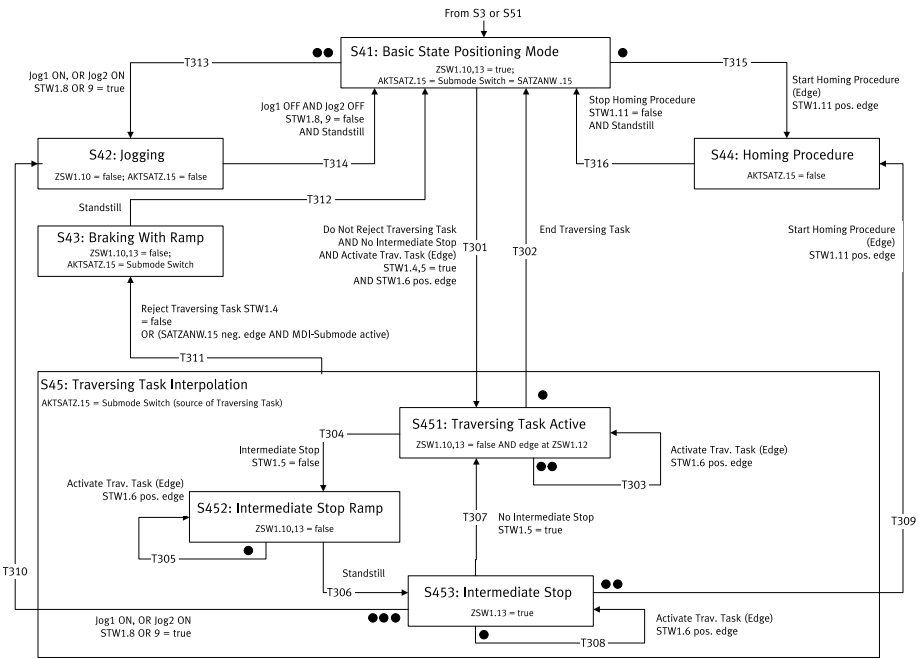 From S3 or S51
S41: Basic State Positioning Mode
ZSW1.10,13 = true;
AKTSATZ.15 = Submode Switch = SATZANW .15
T313
Jog1 ON, OR Jog2 ON
STW1.8 OR 9 = true
T315
Start Homing Procedure
(Edge)
STW1.11 pos. edge
Jog1 OFF AND Jog2 OFF
STW1.8, 9 = false
AND Standstill
Stop Homing Procedure
STW1.11 = false
AND Standstill
S42: Jogging
ZSW1.10 = false; AKTSATZ.15 = false
T314
T316
S44: Homing Procedure
AKTSATZ.15 = false
T312
Standstill
S43: Braking With Ramp
ZSW1.10,13 = false;
AKTSATZ.15 = Submode Switch
Do Not Reject Traversing Task
AND No Intermediate Stop
AND Activate Trav. Task (Edge)
STW1.4,5 = true
AND STW1.6 pos. edge
T301
T302
End Traversing Task
Start Homing Procedure
(Edge)
STW1.11 pos. edge
Reject Traversing Task STW1.4
= false
OR (SATZANW.15 neg. edge AND MDI-Submode active)
T311
S45: Traversing Task Interpolation
AKTSATZ.15 = Submode Switch (source of Traversing Task)
S451: Traversing Task Active
ZSW1.10,13 = false AND edge at ZSW1.12
T304
Intermediate Stop
STW1.5 = false
Activate Trav. Task (Edge)
STW1.6 pos. edge
T303
Activate Trav. Task (Edge)
STW1.6 pos. edge
S452: Intermediate Stop Ramp
ZSW1.10,13 = false
T307
No Intermediate Stop
STW1.5 = true
T309
T305
T310
Standstill
T306
S453: Intermediate Stop
ZSW1.13 = true
Jog1 ON, OR Jog2 ON
STW1.8 OR 9 = true
Activate Trav. Task (Edge)
STW1.6 pos. edge
T308